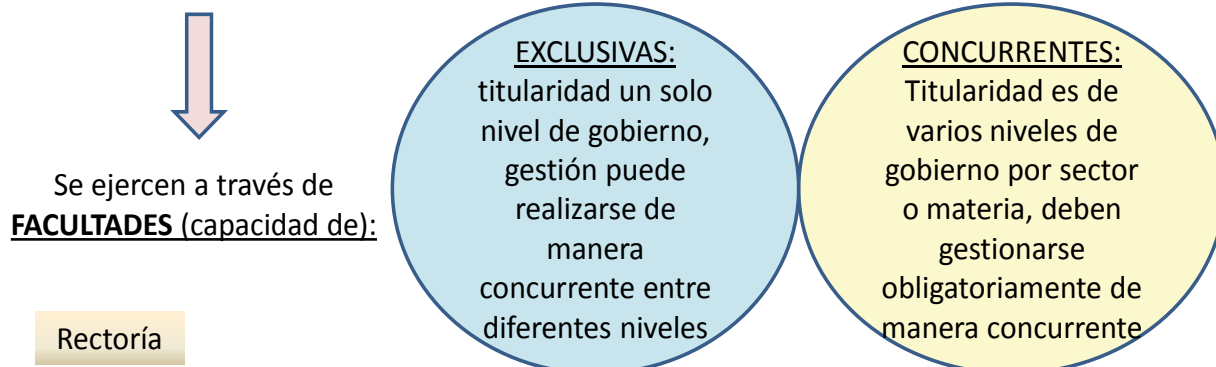 Se ejercen a través de
FACULTADES (capacidad de):
Rectoría
EXCLUSIVAS:
titularidad un solo
nivel de gobierno,
gestión puede
realizarse de
manera
concurrente entre
diferentes niveles
CONCURRENTES:
Titularidad es de
varios niveles de
gobierno por sector
o materia, deben
gestionarse
obligatoriamente de
manera concurrente